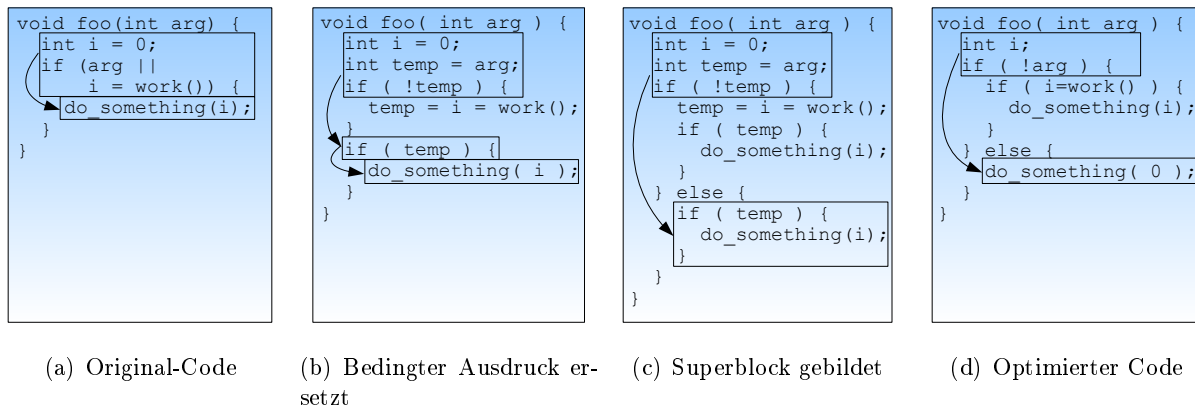 void foo(int arg) {
int i = 0;
if (arg ||
i = work()) {
do_something(i);
}
}
void foo( int arg ) {
int i = 0;
int temp = arg;
if ( !temp ) {
temp = i = work();
}
if ( temp ) {
do_something( i );
}
}
void foo( int arg ) {
int i = 0;
int temp = arg;
if ( !temp ) {
temp = i = work();
if ( temp ) {
do_something(i);
}
} else {
if ( temp ) {
do_something(i);
}
}
}
void foo( int arg ) {
int i;
if ( !arg ) {
if ( i=work() ) {
do_something(i);
}
} else {
do_something( 0 );
}
}
(a) Original-Code
(b) Bedingter Ausdruck er-
setzt
(c) Superblock gebildet
(d) Optimierter Code